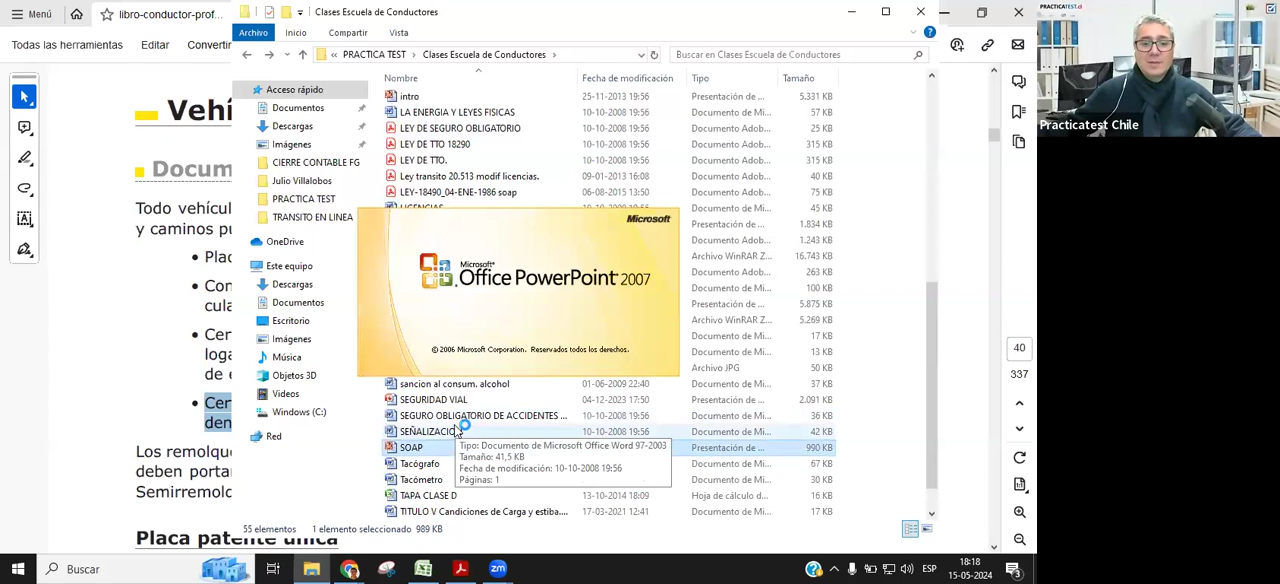 Menú
libro-conductor-prof...
Clases Escuela de Conductores
PRACTICATEST.cl
Todas las herramientas
Editar
Convertir
Archivo
Inicio
Compartir
Vista
« PRACTICA TEST > Clases Escuela de Conductores
Buscar en Clases Escuela de Conductores
Nombre
Fecha de modificación
Tipo
Tamaño
Acceso rápido
Documentos
Descargas
Imágenes
CIERRE CONTABLE FG
Julio Villalobos
PRACTICA TEST
TRANSITO EN LINEA
OneDrive
Este equipo
Descargas
Documentos
Escritorio
Imágenes
Música
Objetos 3D
Videos
Windows (C:)
Red
intro 25-11-2013 19:56 Presentación de ... 5.331 KB
LA ENERGIA Y LEYES FISICAS 10-10-2008 19:56 Documento de Mi... 57 KB
LEY DE SEGURO OBLIGATORIO 10-10-2008 19:56 Documento Adob... 25 KB
LEY DE TTO 18290 10-10-2008 19:56 Documento Adob... 315 KB
LEY DE TTO. 10-10-2008 19:56 Documento Adob... 315 KB
Ley transito 20.513 modif licencias. 09-01-2013 16:08 Documento Adob... 40 KB
LEY-18490_04-ENE-1986 soap 06-08-2015 13:50 Documento Adob... 75 KB
LICENCIAS 10-10-2008 19:56 Documento de Mi... 45 KB
Presentación de ... 1.834 KB
Documento Adob... 1.243 KB
Archivo WinRAR Z... 16.743 KB
Documento Adob... 263 KB
Documento de Mi... 100 KB
Presentación de ... 5.875 KB
Archivo WinRAR Z... 5.269 KB
Documento de Mi... 17 KB
Documento de Mi... 13 KB
Archivo JPG 50 KB
sancion al consum. alcohol 01-06-2009 22:40 Documento de Mi... 37 KB
SEGURIDAD VIAL 04-12-2023 17:50 Presentación de ... 2.091 KB
SEGURO OBLIGATORIO DE ACCIDENTES ... 10-10-2008 19:56 Documento de Mi... 36 KB
SEÑALIZACIO 10-10-2008 19:56 Documento de Mi... 42 KB
SOAP Presentación de ... 990 KB
Tacógrafo Documento de Mi... 67 KB
Tacómetro Documento de Mi... 30 KB
TAPA CLASE D 13-10-2014 18:09 Hoja de cálculo d... 16 KB
TITULO V Condiciones de Carga y estiba.... 17-03-2021 12:41 Documento de Mi... 17 KB
Microsoft
Microsoft®
Office PowerPoint® 2007
© 2006 Microsoft Corporation. Reservados todos los derechos.
Tipo: Documento de Microsoft Office Word 97-2003
Tamaño: 41,5 KB
Fecha de modificación: 10-10-2008 19:56
Páginas: 1
55 elementos 1 elemento seleccionado 989 KB
Vehí
Docum
Todo vehícu
y caminos pú
• Plac
• Con
cula
• Cer
loga
de e
• Cer
den
Los remolqu
deben portar
Semirremolc
Placa patente única
40
337
Practicatest Chile
Buscar
ESP
18:18
15-05-2024
3